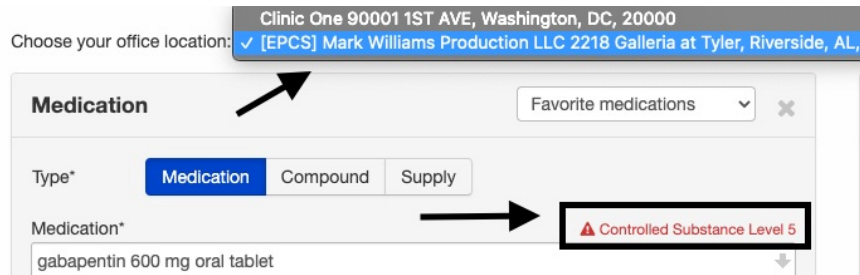 Clinic One 90001 1ST AVE, Washington, DC, 20000
Choose your office location: ✓ [EPCS] Mark Williams Production LLC 2218 Galleria at Tyler, Riverside, AL,
Medication Favorite medications
Type* Medication Compound Supply
Medication* Controlled Substance Level 5
gabapentin 600 mg oral tablet